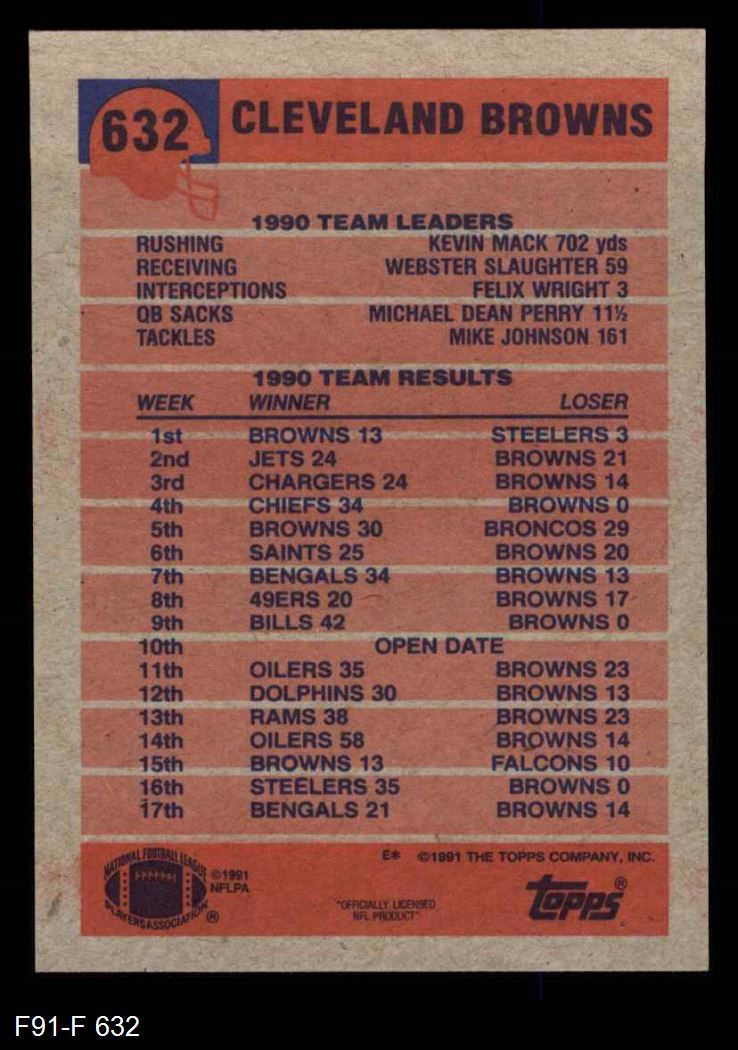 632 CLEVELAND BROWNS
1990 TEAM LEADERS
RUSHING KEVIN MACK 702 yds
RECEIVING WEBSTER SLAUGHTER 59
INTERCEPTIONS FELIX WRIGHT 3
QB SACKS MICHAEL DEAN PERRY 11½
TACKLES MIKE JOHNSON 161
1990 TEAM RESULTS
WEEK WINNER LOSER
1st BROWNS 13 STEELERS 3
2nd JETS 24 BROWNS 21
3rd CHARGERS 24 BROWNS 14
4th CHIEFS 34 BROWNS 0
5th BROWNS 30 BRONCOS 29
6th SAINTS 25 BROWNS 20
7th BENGALS 34 BROWNS 13
8th 49ERS 20 BROWNS 17
9th BILLS 42 BROWNS 0
10th OPEN DATE
11th OILERS 35 BROWNS 23
12th DOLPHINS 30 BROWNS 13
13th RAMS 38 BROWNS 23
14th OILERS 58 BROWNS 14
15th BROWNS 13 FALCONS 10
16th STEELERS 35 BROWNS 0
17th BENGALS 21 BROWNS 14
E* ©1991 THE TOPPS COMPANY, INC.
NATIONAL FOOTBALL LEAGUE
PLAYERS ASSOCIATION ®
©1991
NFLPA
"OFFICIALLY LICENSED
NFL PRODUCT"
topps®
F91-F 632